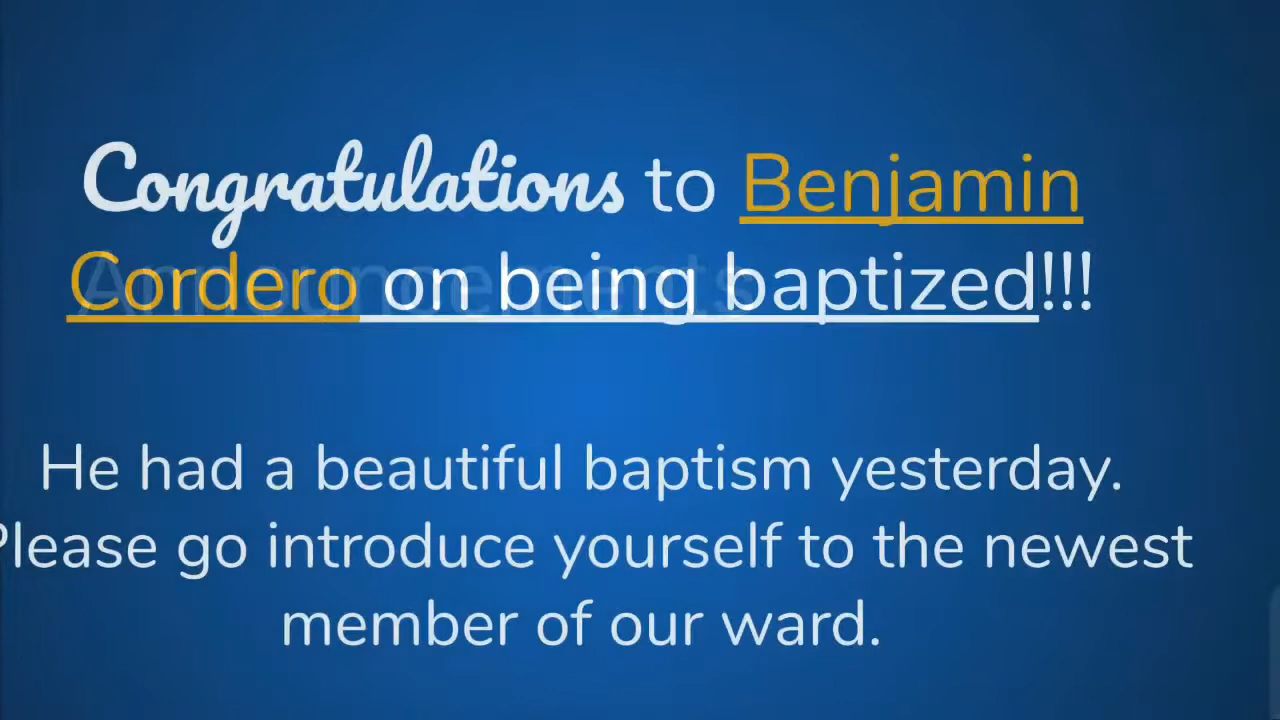 Congratulations to Benjamin
Cordero on being baptized!!!
Announcements
He had a beautiful baptism yesterday.
Please go introduce yourself to the newest
member of our ward.